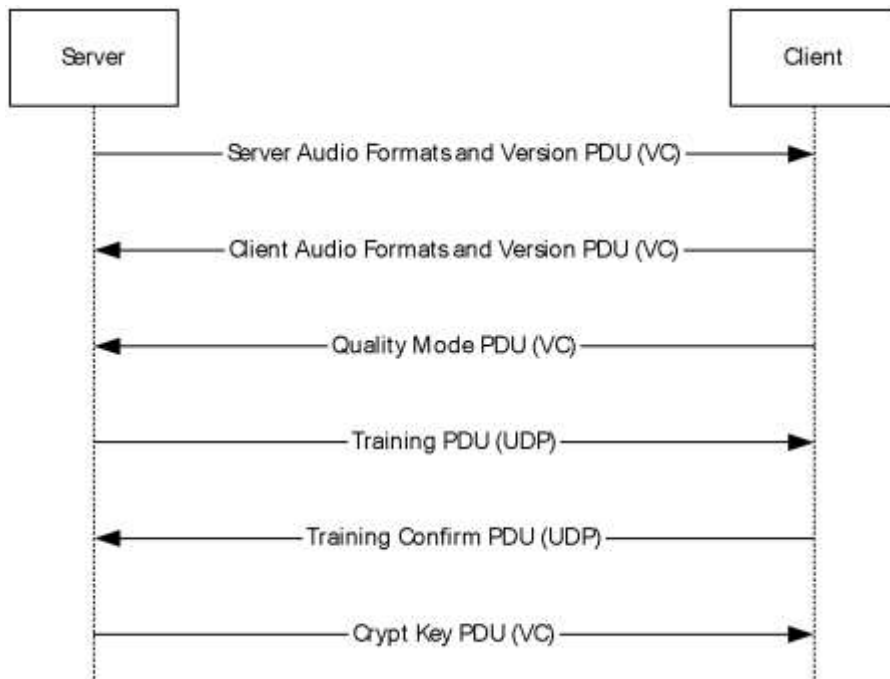 Server
Client
Server Audio Formats and Version PDU (VC)
Client Audio Formats and Version PDU (VC)
Quality Mode PDU (VC)
Training PDU (UDP)
Training Confirm PDU (UDP)
Crypt Key PDU (VC)